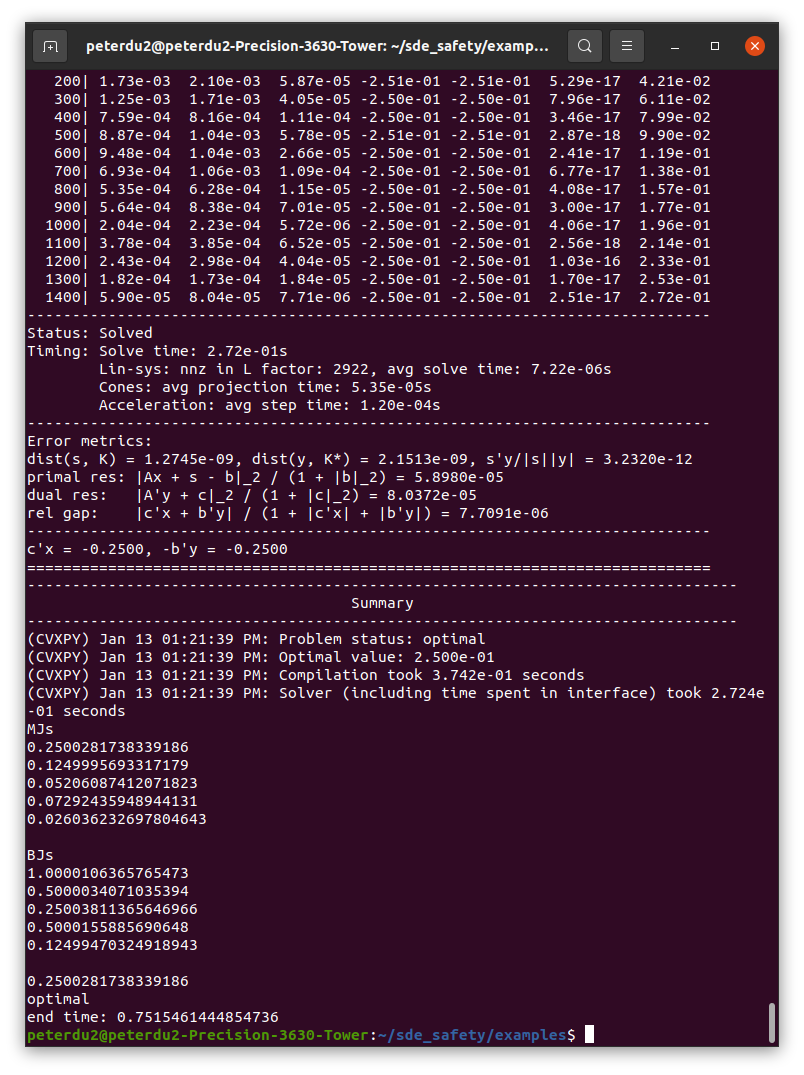 peterdu2@peterdu2-Precision-3630-Tower: ~/sde_safety/examp...
200| 1.73e-03  2.10e-03  5.87e-05 -2.51e-01 -2.51e-01  5.29e-17  4.21e-02
300| 1.25e-03  1.71e-03  4.05e-05 -2.50e-01 -2.50e-01  7.96e-17  6.11e-02
400| 7.59e-04  8.16e-04  1.11e-04 -2.50e-01 -2.50e-01  3.46e-17  7.99e-02
500| 8.87e-04  1.04e-03  5.78e-05 -2.51e-01 -2.51e-01  2.87e-18  9.90e-02
600| 9.48e-04  1.04e-03  2.66e-05 -2.50e-01 -2.50e-01  2.41e-17  1.19e-01
700| 6.93e-04  1.06e-03  1.09e-04 -2.50e-01 -2.50e-01  6.77e-17  1.38e-01
800| 5.35e-04  6.28e-04  1.15e-05 -2.50e-01 -2.50e-01  4.08e-17  1.57e-01
900| 5.64e-04  8.38e-04  7.01e-05 -2.50e-01 -2.50e-01  3.00e-17  1.77e-01
1000| 2.04e-04  2.23e-04  5.72e-06 -2.50e-01 -2.50e-01  4.06e-17  1.96e-01
1100| 3.78e-04  3.85e-04  6.52e-05 -2.50e-01 -2.50e-01  2.56e-18  2.14e-01
1200| 2.43e-04  2.98e-04  4.04e-05 -2.50e-01 -2.50e-01  1.03e-16  2.33e-01
1300| 1.82e-04  1.73e-04  1.84e-05 -2.50e-01 -2.50e-01  1.70e-17  2.53e-01
1400| 5.90e-05  8.04e-05  7.71e-06 -2.50e-01 -2.50e-01  2.51e-17  2.72e-01
----------------------------------------------------------------------------
Status: Solved
Timing: Solve time: 2.72e-01s
Lin-sys: nnz in L factor: 2922, avg solve time: 7.22e-06s
Cones: avg projection time: 5.35e-05s
Acceleration: avg step time: 1.20e-04s
----------------------------------------------------------------------------
Error metrics:
dist(s, K) = 1.2745e-09, dist(y, K*) = 2.1513e-09, s'y/|s||y| = 3.2320e-12
primal res: |Ax + s - b|_2 / (1 + |b|_2) = 5.8980e-05
dual res:   |A'y + c|_2 / (1 + |c|_2) = 8.0372e-05
rel gap:    |c'x + b'y| / (1 + |c'x| + |b'y|) = 7.7091e-06
----------------------------------------------------------------------------
c'x = -0.2500, -b'y = -0.2500
============================================================================
-------------------------------------------------------------------------------
Summary
-------------------------------------------------------------------------------
(CVXPY) Jan 13 01:21:39 PM: Problem status: optimal
(CVXPY) Jan 13 01:21:39 PM: Optimal value: 2.500e-01
(CVXPY) Jan 13 01:21:39 PM: Compilation took 3.742e-01 seconds
(CVXPY) Jan 13 01:21:39 PM: Solver (including time spent in interface) took 2.724e
-01 seconds
MJs
0.2500281738339186
0.1249995693317179
0.05206087412071823
0.07292435948944131
0.026036232697804643
BJs
1.0000106365765473
0.5000034071035394
0.25003811365646966
0.5000155885690648
0.12499470324918943
0.2500281738339186
optimal
end time: 0.7515461444854736
peterdu2@peterdu2-Precision-3630-Tower:~/sde_safety/examples$